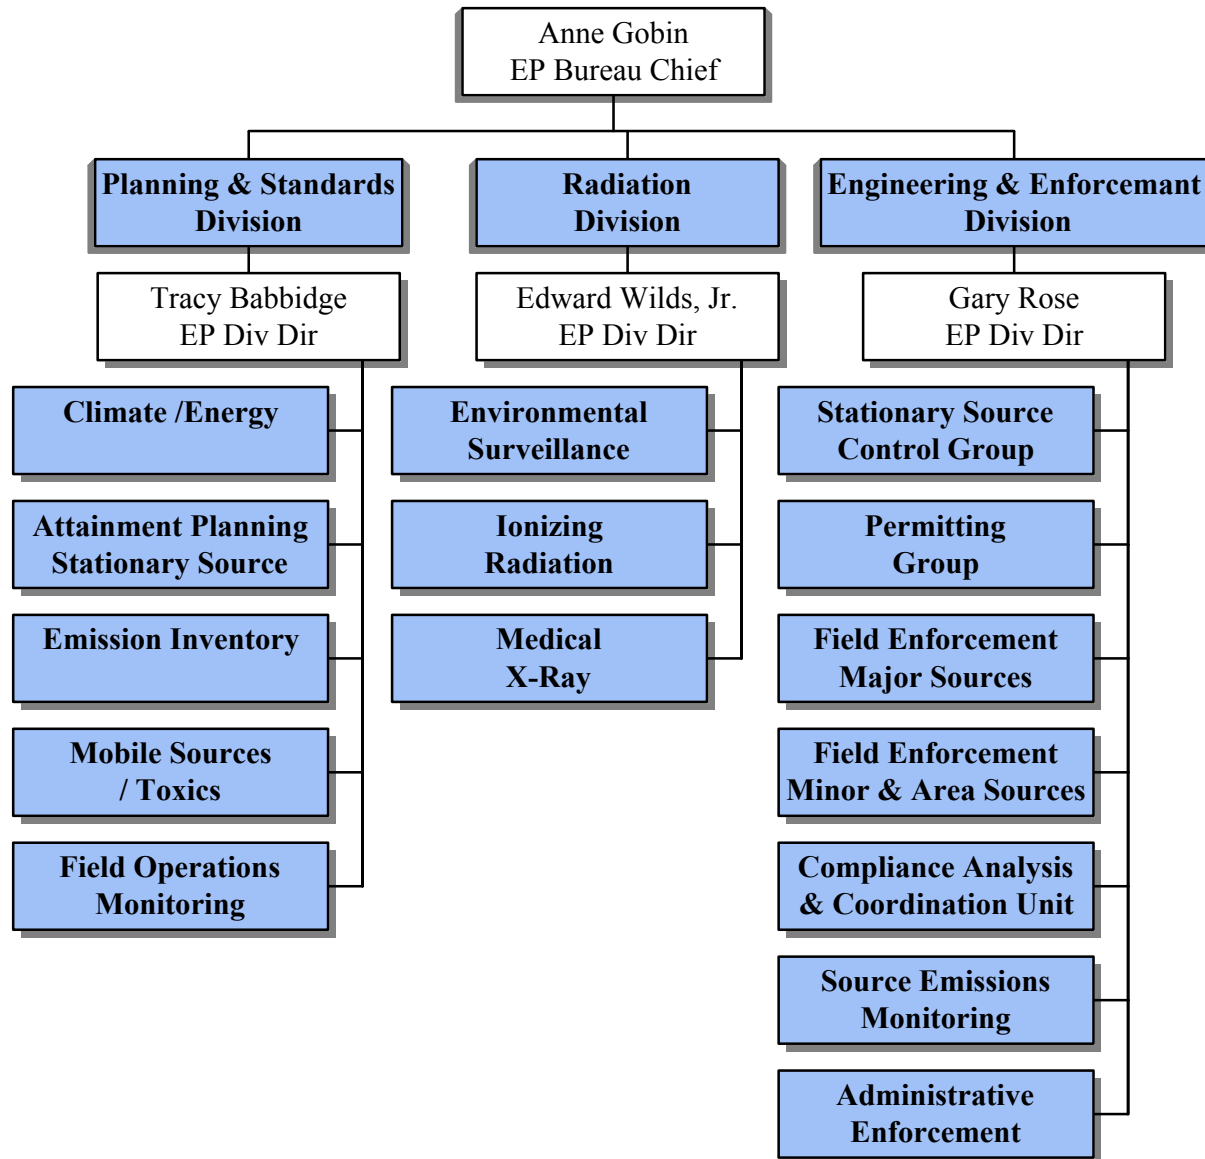 Anne Gobin
EP Bureau Chief
Planning & Standards
Division
Radiation
Division
Engineering & Enforcemant
Division
Tracy Babbidge
EP Div Dir
Edward Wilds, Jr.
EP Div Dir
Gary Rose
EP Div Dir
Climate /Energy
Attainment Planning
Stationary Source
Emission Inventory
Mobile Sources
/ Toxics
Field Operations
Monitoring
Environmental
Surveillance
Ionizing
Radiation
Medical
X-Ray
Stationary Source
Control Group
Permitting
Group
Field Enforcement
Major Sources
Field Enforcement
Minor & Area Sources
Compliance Analysis
& Coordination Unit
Source Emissions
Monitoring
Administrative
Enforcement